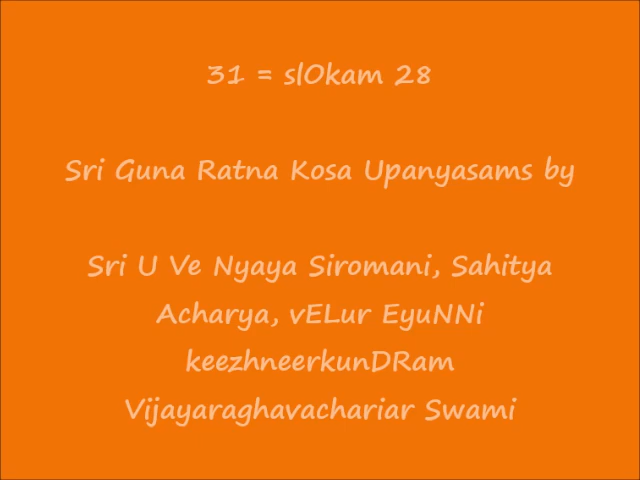 31 = slOkam 28
Sri Guna Ratna Kosa Upanyasams by
Sri U Ve Nyaya Siromani, Sahitya
Acharya, vELur EyuNNi
keezhneerkunDRam
Vijayaraghavachariar Swami